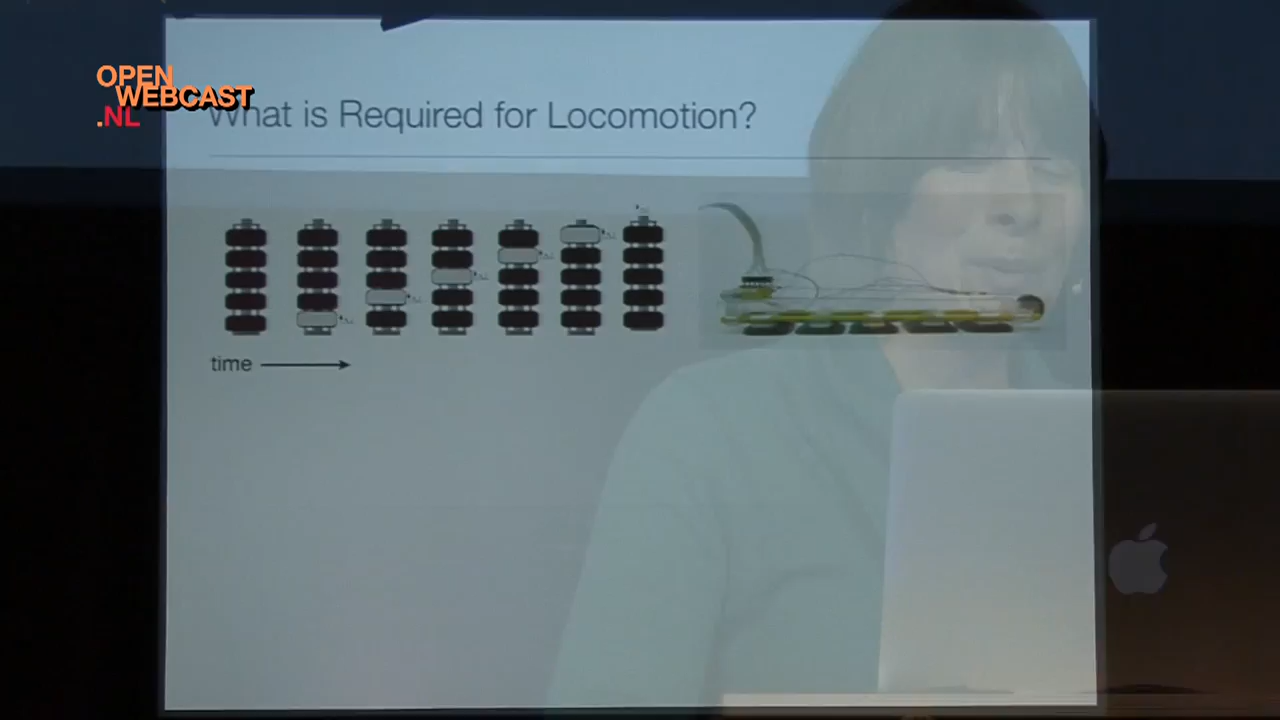 OPEN
WEBCAST
.NL
What is Required for Locomotion?
time